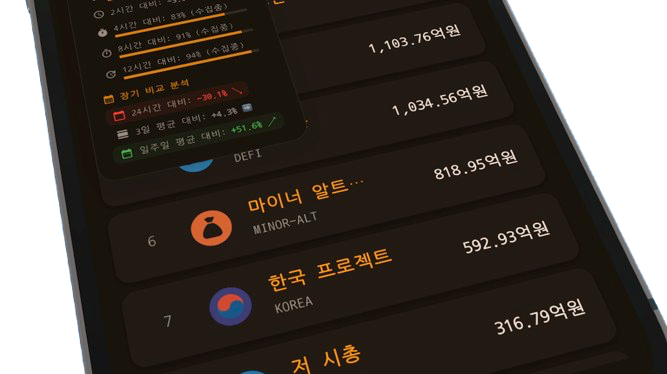 2시간 대비:
4시간 대비: 83% (수집중)
8시간 대비: 91% (수집중)
12시간 대비: 94% (수집중)
장기 비교 분석
24시간 대비: -30.1%
3일 평균 대비: +4.3%
일주일 평균 대비: +51.6%
1,103.76억원
1,034.56억원
DEFI
6
마이너 알트…
MINOR-ALT
818.95억원
7
한국 프로젝트
KOREA
592.93억원
저 시총
316.79억원